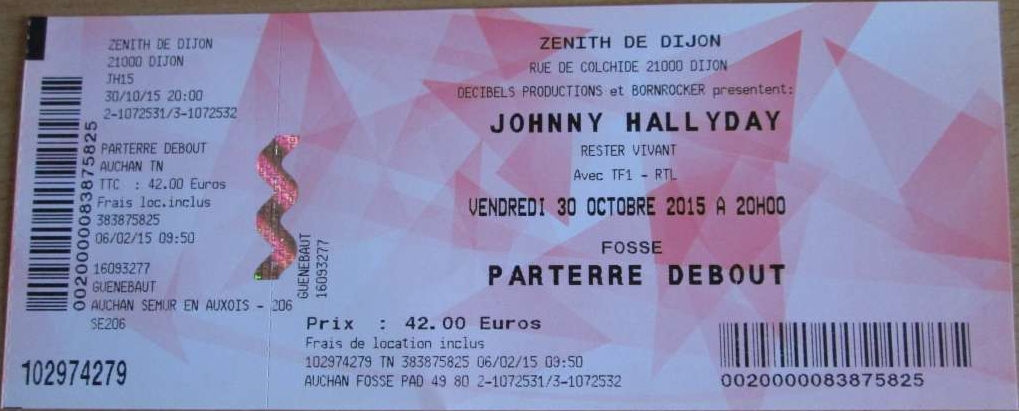 ZENITH DE DIJON
21000 DIJON
JH15
30/10/15 20:00
2-1072531/3-1072532
PARTERRE DEBOUT
AUCHAN TN
TTC : 42.00 Euros
Frais loc.inclus
383875825
06/02/15 09:50
16093277
GUENEBAUT
AUCHAN SEMUR EN AUXOIS - 206
SE206
102974279
0020000083875825
GUENEBAUT
16093277
ZENITH DE DIJON
RUE DE COLCHIDE 21000 DIJON
DECIBELS PRODUCTIONS et BORNROCKER presentent:
JOHNNY HALLYDAY
RESTER VIVANT
Avec TF1 - RTL
VENDREDI 30 OCTOBRE 2015 A 20H00
FOSSE
PARTERRE DEBOUT
Prix : 42.00 Euros
Frais de location inclus
102974279 TN 383875825 06/02/15 09:50
AUCHAN FOSSE PAD 49 80 2-1072531/3-1072532
0020000083875825